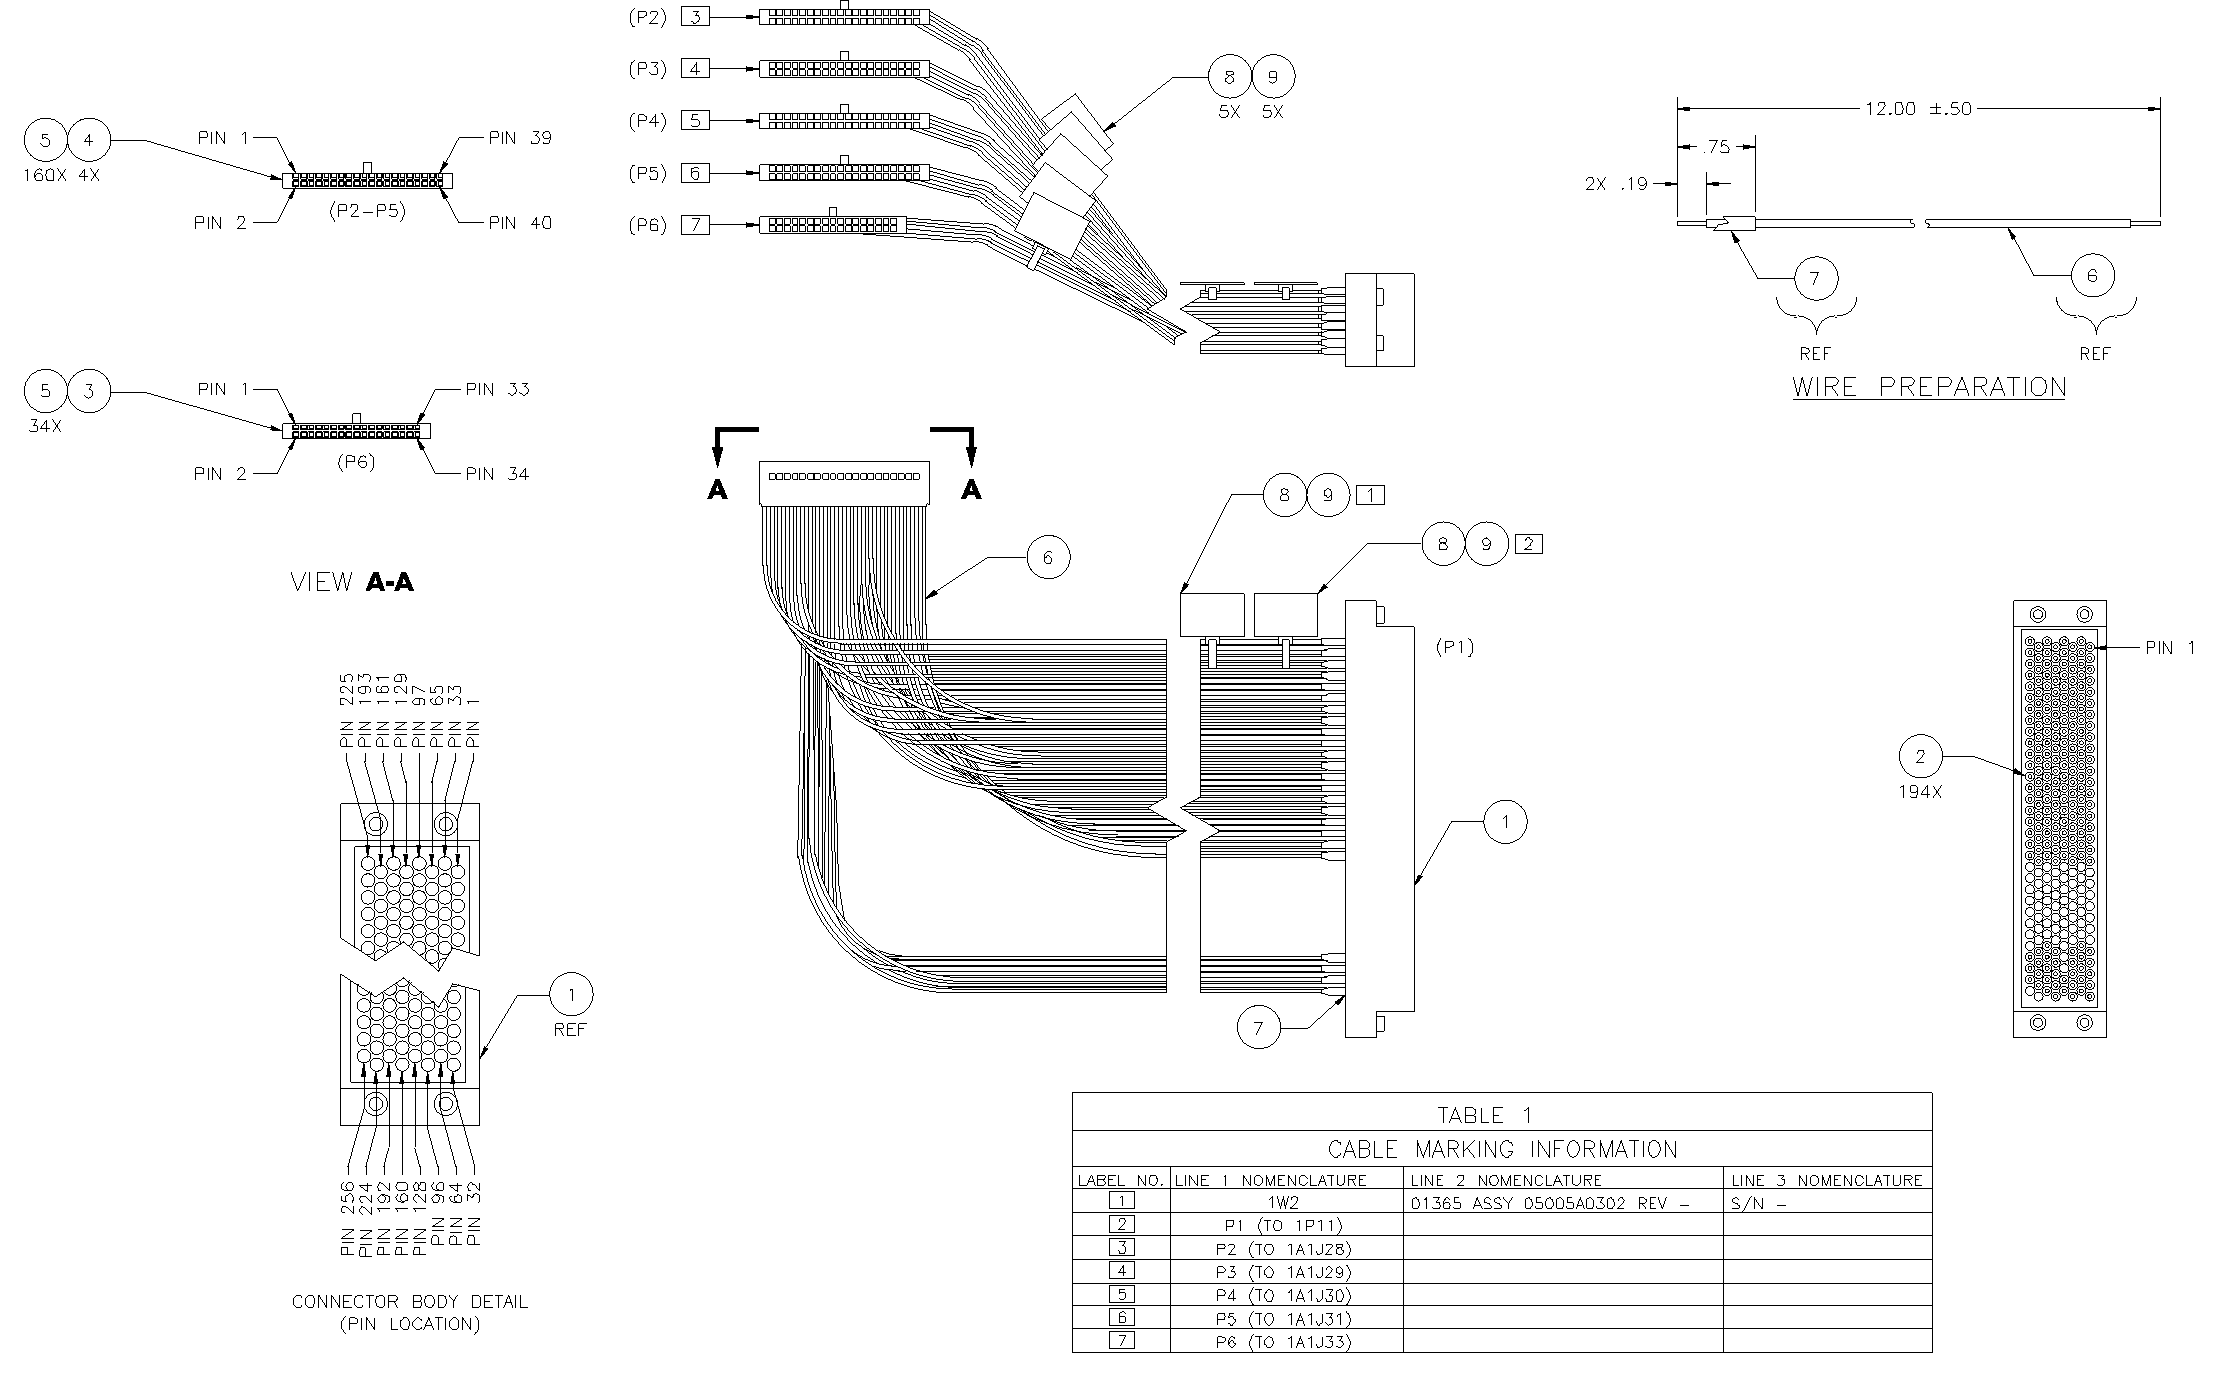 (P2) 3
(P3) 4
(P4) 5
(P5) 6
(P6) 7
8 9
5X 5X
5 4
160X 4X
PIN 1
PIN 39
PIN 2
PIN 40
(P2-P5)
5 3
34X
PIN 1
PIN 33
PIN 2
PIN 34
(P6)
VIEW A-A
12.00 ±.50
.75
2X .19
7
REF
6
REF
WIRE PREPARATION
A A
6
8 9 1
8 9 2
(P1)
1
7
PIN 1
2
194X
PIN 225
PIN 193
PIN 161
PIN 129
PIN 97
PIN 65
PIN 33
PIN 1
1
REF
PIN 256
PIN 224
PIN 192
PIN 160
PIN 128
PIN 96
PIN 64
PIN 32
CONNECTOR BODY DETAIL
(PIN LOCATION)
TABLE 1
CABLE MARKING INFORMATION
LABEL NO. LINE 1 NOMENCLATURE LINE 2 NOMENCLATURE LINE 3 NOMENCLATURE
1 1W2 01365 ASSY 05005A0302 REV - S/N -
2 P1 (TO 1P11)
3 P2 (TO 1A1J28)
4 P3 (TO 1A1J29)
5 P4 (TO 1A1J30)
6 P5 (TO 1A1J31)
7 P6 (TO 1A1J33)